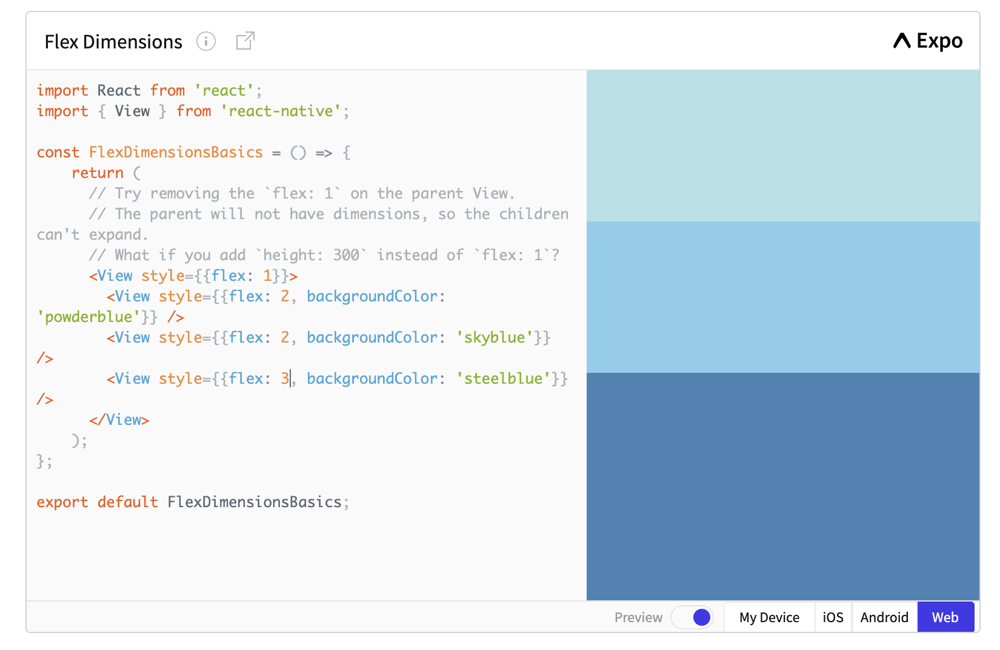 Flex Dimensions
Expo
import React from 'react';
import { View } from 'react-native';
const FlexDimensionsBasics = () => {
return (
// Try removing the `flex: 1` on the parent View.
// The parent will not have dimensions, so the children
can't expand.
// What if you add `height: 300` instead of `flex: 1`?
<View style={{flex: 1}}>
<View style={{flex: 2, backgroundColor:
'powderblue'}} />
<View style={{flex: 2, backgroundColor: 'skyblue'}}
/>
<View style={{flex: 3, backgroundColor: 'steelblue'}}
/>
</View>
);
};
export default FlexDimensionsBasics;
Preview My Device iOS Android Web